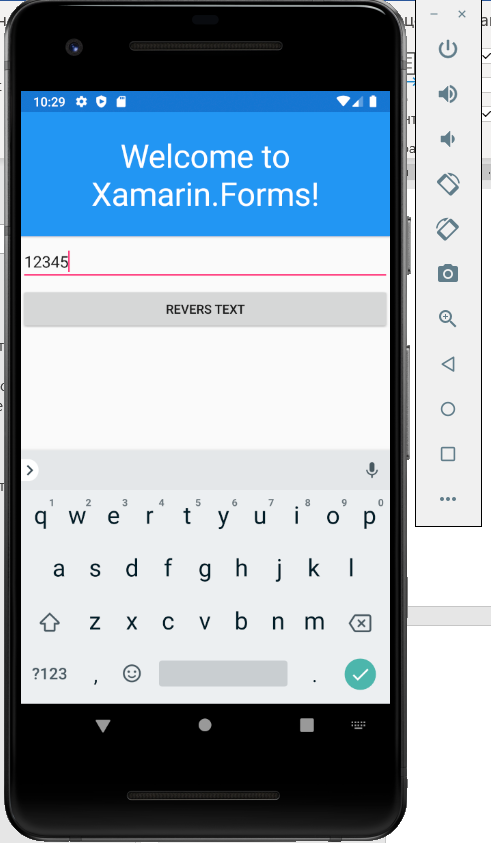 10:29
Welcome to
Xamarin.Forms!
12345
REVERS TEXT
1 2 3 4 5 6 7 8 9 0
q w e r t y u i o p
a s d f g h j k l
z x c v b n m
?123 , .